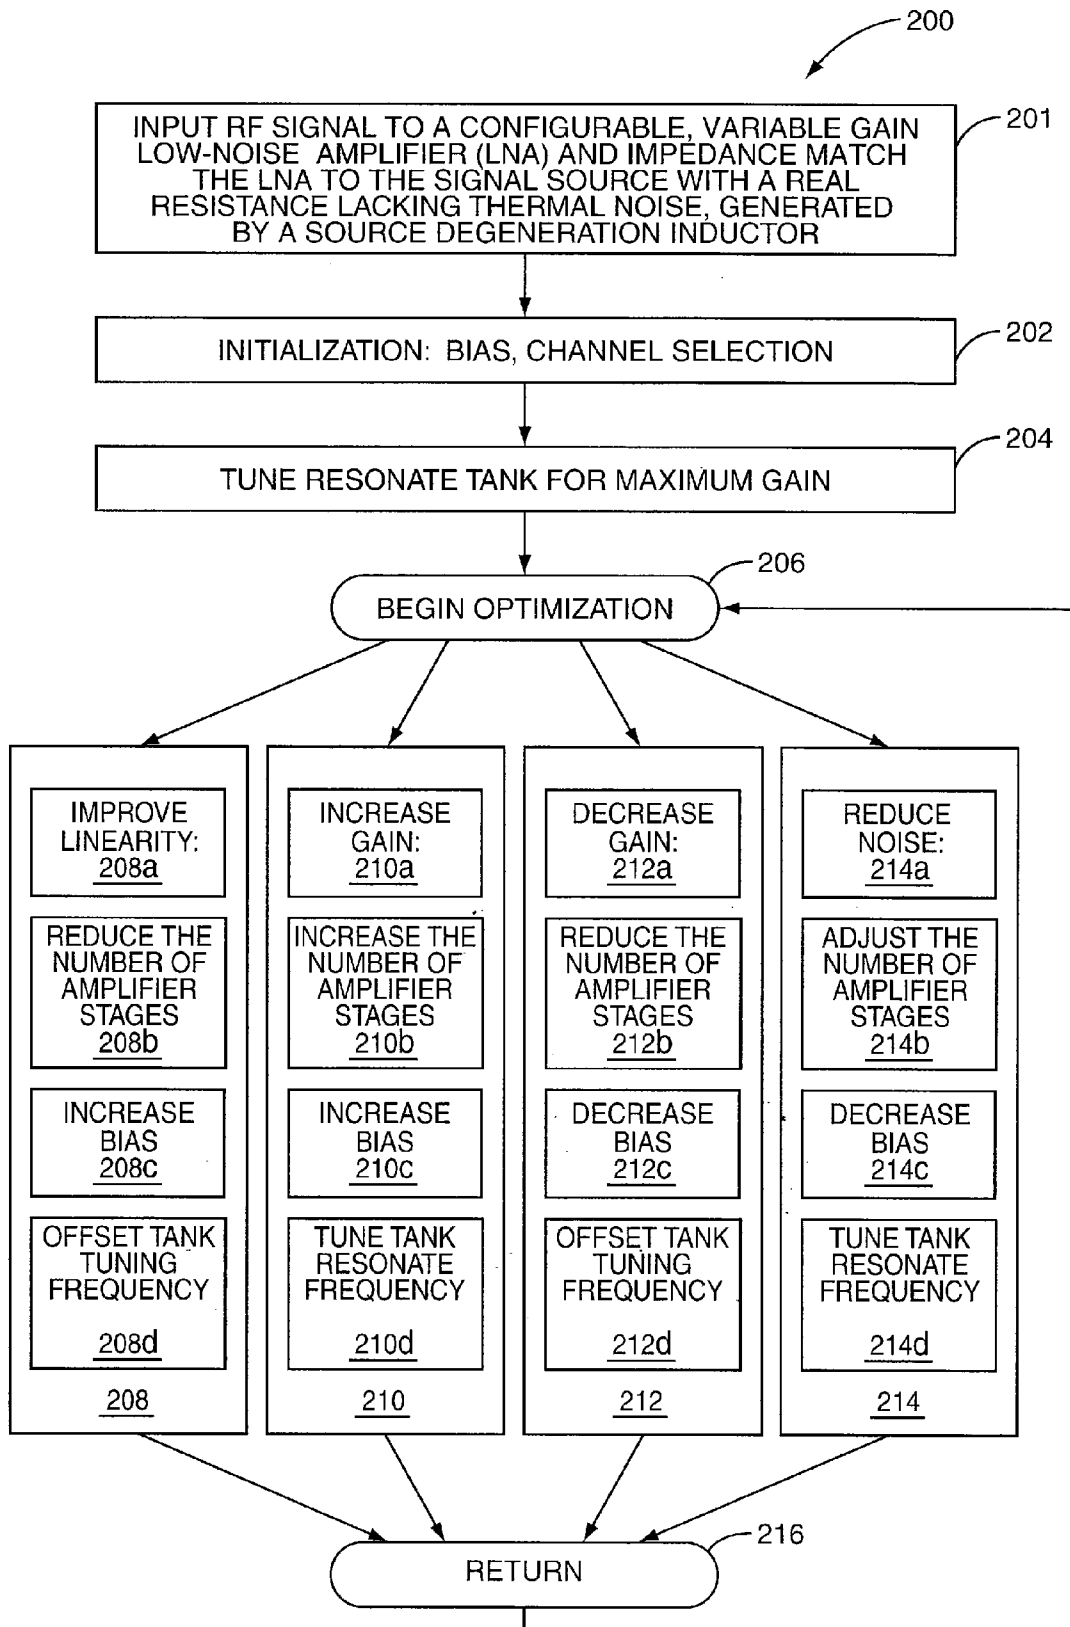 200
INPUT RF SIGNAL TO A CONFIGURABLE, VARIABLE GAIN
LOW-NOISE AMPLIFIER (LNA) AND IMPEDANCE MATCH
THE LNA TO THE SIGNAL SOURCE WITH A REAL
RESISTANCE LACKING THERMAL NOISE, GENERATED
BY A SOURCE DEGENERATION INDUCTOR
201
INITIALIZATION: BIAS, CHANNEL SELECTION
202
TUNE RESONATE TANK FOR MAXIMUM GAIN
204
BEGIN OPTIMIZATION
206
IMPROVE
LINEARITY:
208a
REDUCE THE
NUMBER OF
AMPLIFIER
STAGES
208b
INCREASE
BIAS
208c
OFFSET TANK
TUNING
FREQUENCY
208d
208
INCREASE
GAIN:
210a
INCREASE THE
NUMBER OF
AMPLIFIER
STAGES
210b
INCREASE
BIAS
210c
TUNE TANK
RESONATE
FREQUENCY
210d
210
DECREASE
GAIN:
212a
REDUCE THE
NUMBER OF
AMPLIFIER
STAGES
212b
DECREASE
BIAS
212c
OFFSET TANK
TUNING
FREQUENCY
212d
212
REDUCE
NOISE:
214a
ADJUST THE
NUMBER OF
AMPLIFIER
STAGES
214b
DECREASE
BIAS
214c
TUNE TANK
RESONATE
FREQUENCY
214d
214
RETURN
216